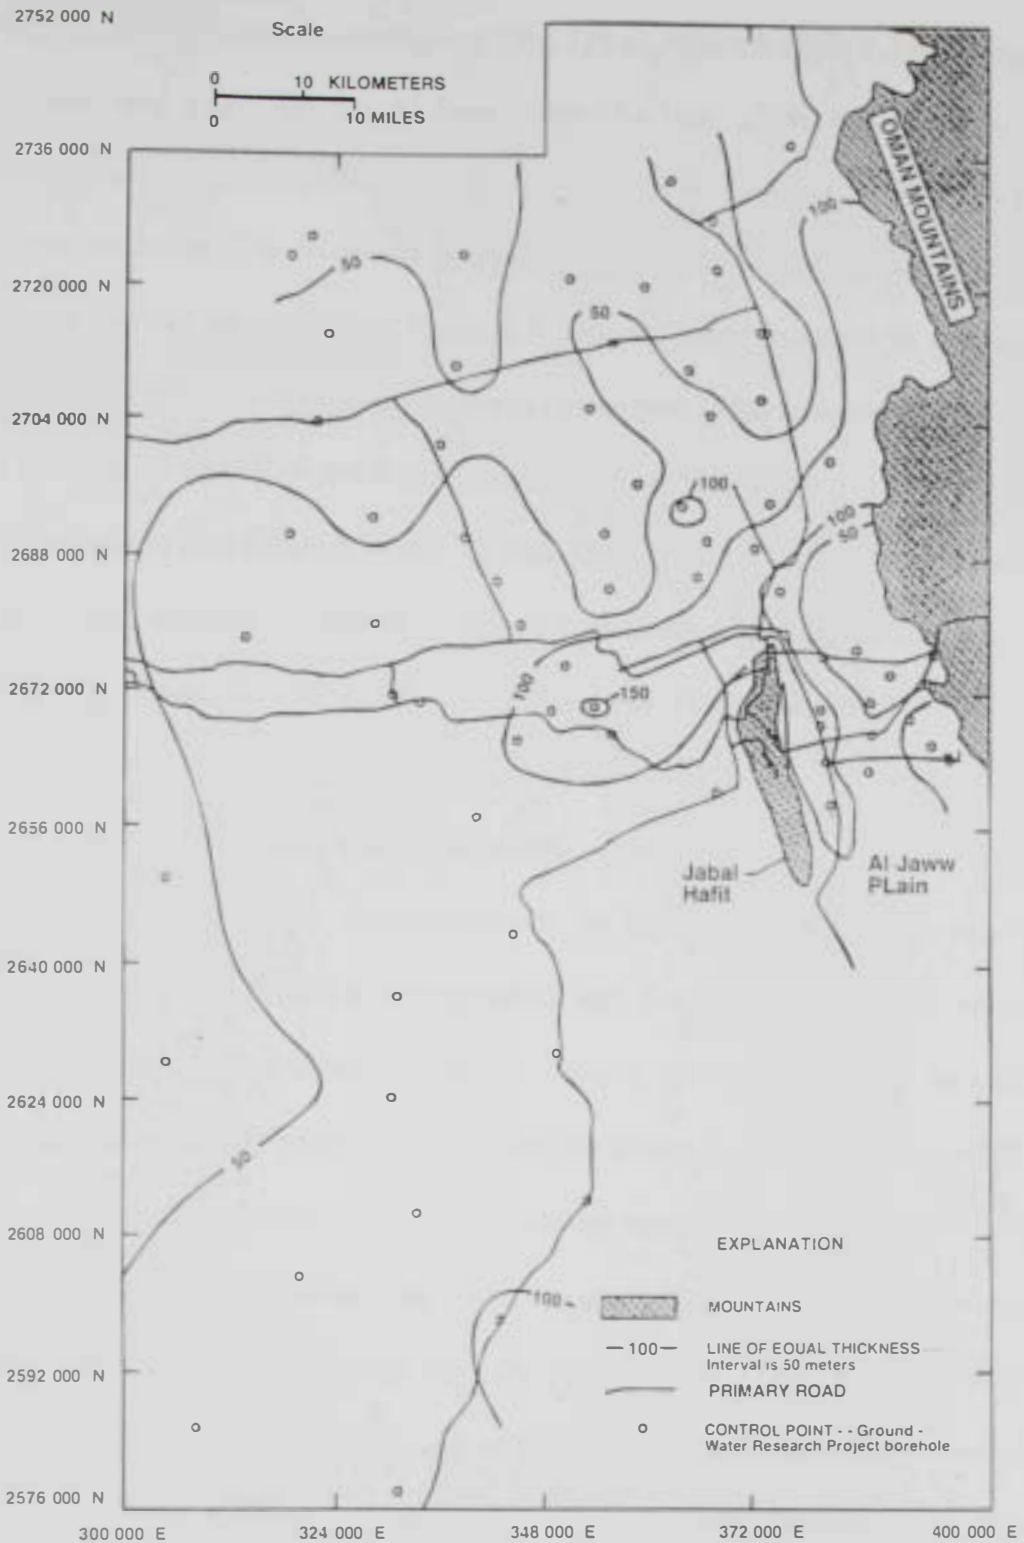 2752 000 N
Scale
0 10 KILOMETERS
0 10 MILES
2736 000 N
OMAN MOUNTAINS
100
50
2720 000 N
50
2704 000 N
100
100
50
2688 000 N
2672 000 N
100
150
2656 000 N
Jabal
Hafit
Al Jaww
PLain
2640 000 N
2624 000 N
50
2608 000 N
EXPLANATION
100
MOUNTAINS
—100— LINE OF EQUAL THICKNESS
Interval is 50 meters
2592 000 N
PRIMARY ROAD
CONTROL POINT - - Ground -
Water Research Project borehole
2576 000 N
300 000 E 324 000 E 348 000 E 372 000 E 400 000 E